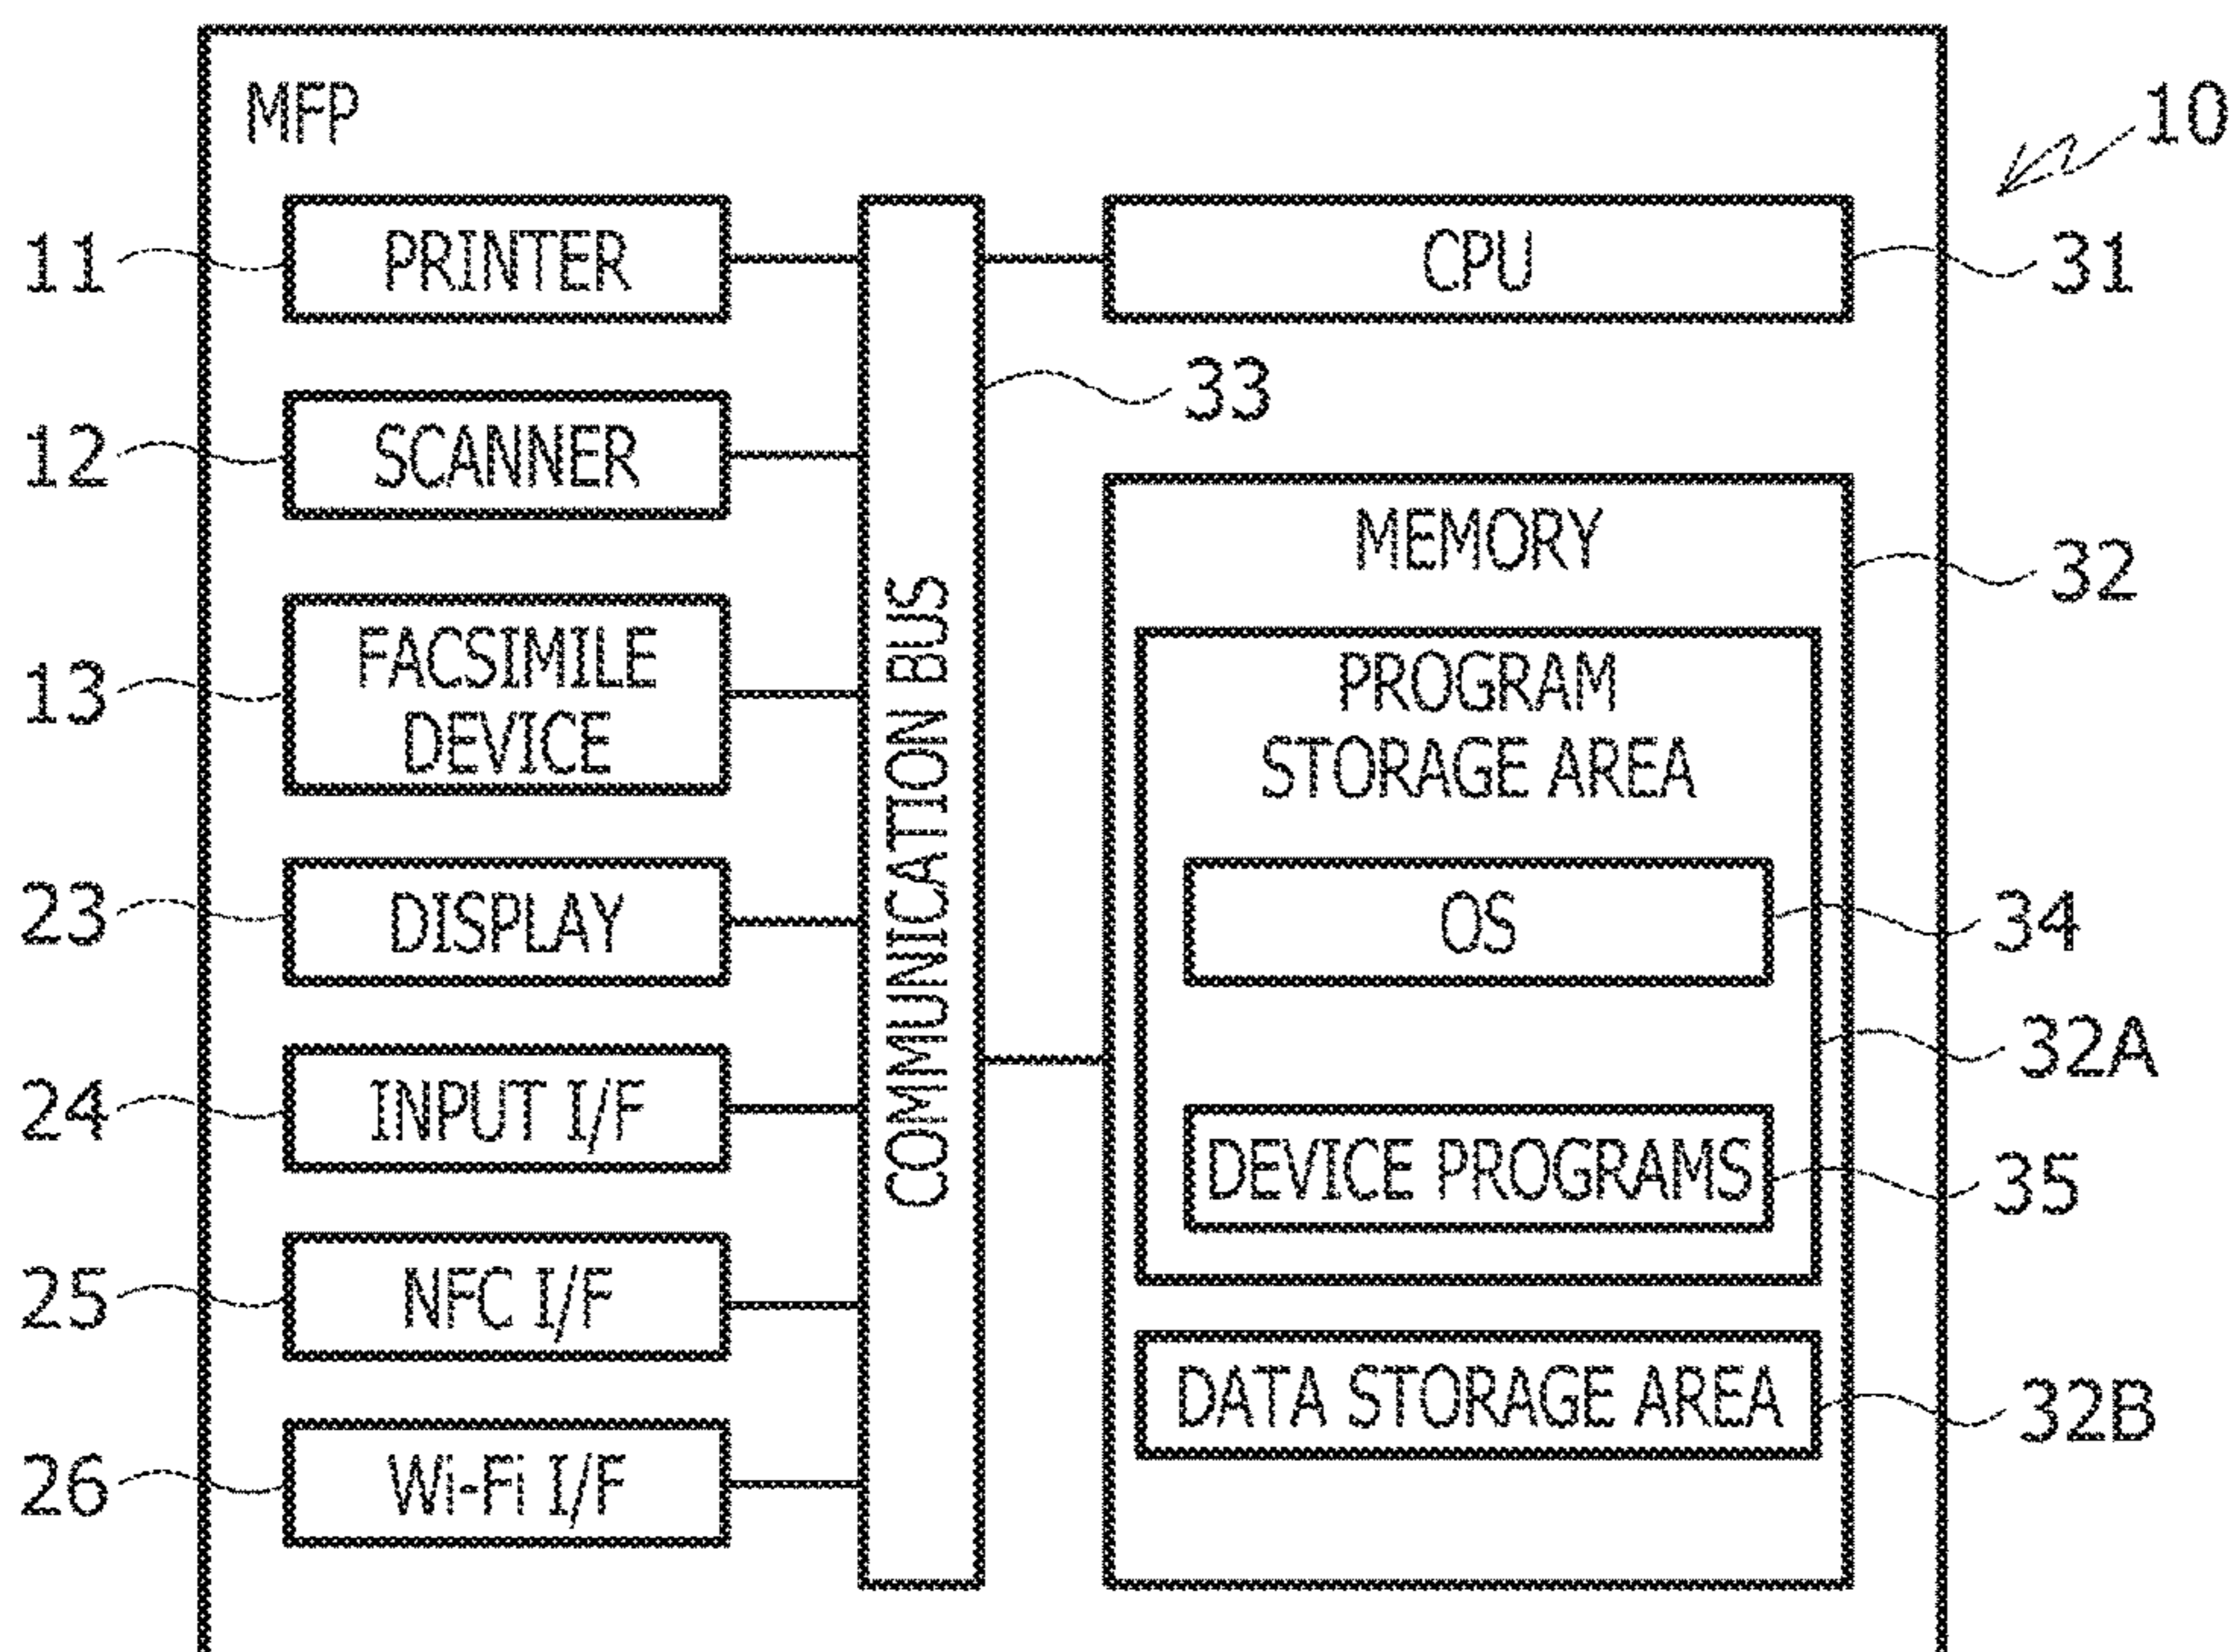 MFP
10
11
PRINTER
CPU
31
33
12
SCANNER
MEMORY
32
13
FACSIMILE
DEVICE
PROGRAM
STORAGE AREA
COMMUNICATION BUS
23
DISPLAY
OS
34
32A
24
INPUT I/F
DEVICE PROGRAMS
35
25
NFC I/F
DATA STORAGE AREA
32B
26
Wi-Fi I/F